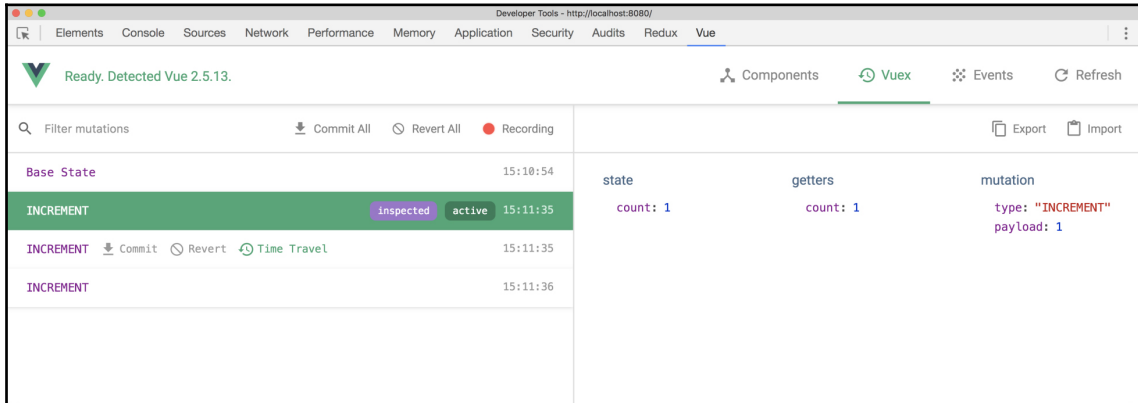 Developer Tools - http://localhost:8080/
Elements Console Sources Network Performance Memory Application Security Audits Redux Vue
Ready. Detected Vue 2.5.13.
Components Vuex Events Refresh
Filter mutations Commit All Revert All Recording
Export Import
Base State 15:10:54
INCREMENT inspected active 15:11:35
INCREMENT Commit Revert Time Travel 15:11:35
INCREMENT 15:11:36
state getters mutation
count: 1 count: 1 type: "INCREMENT"
payload: 1